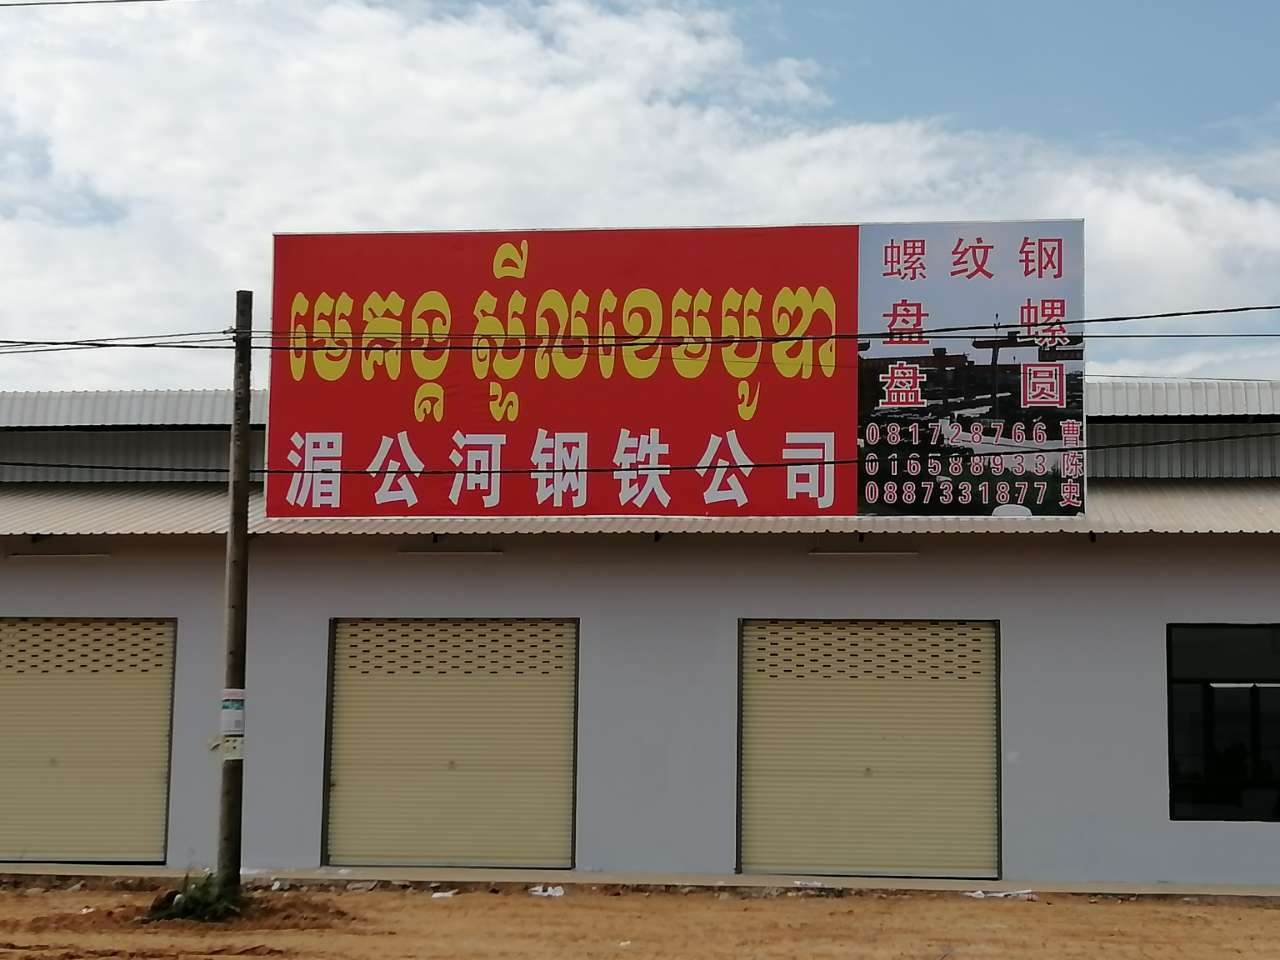 មេគង្គ ស្ទីលខេមបូឌា
湄公河钢铁公司
螺纹钢
盘螺
盘圆
081728766 曹
016588933 陈
0887331877 史